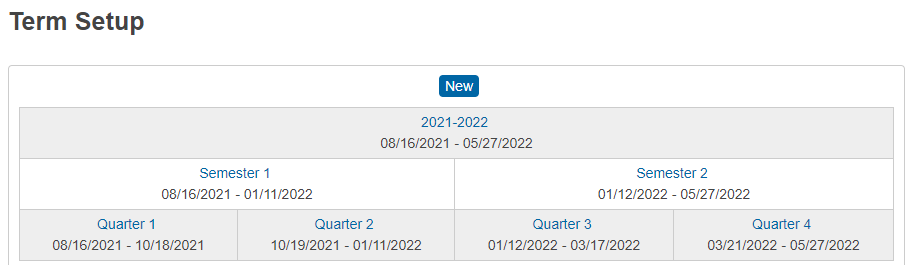 Term Setup
New
2021-2022
08/16/2021 - 05/27/2022
Semester 1
08/16/2021 - 01/11/2022
Semester 2
01/12/2022 - 05/27/2022
Quarter 1
08/16/2021 - 10/18/2021
Quarter 2
10/19/2021 - 01/11/2022
Quarter 3
01/12/2022 - 03/17/2022
Quarter 4
03/21/2022 - 05/27/2022